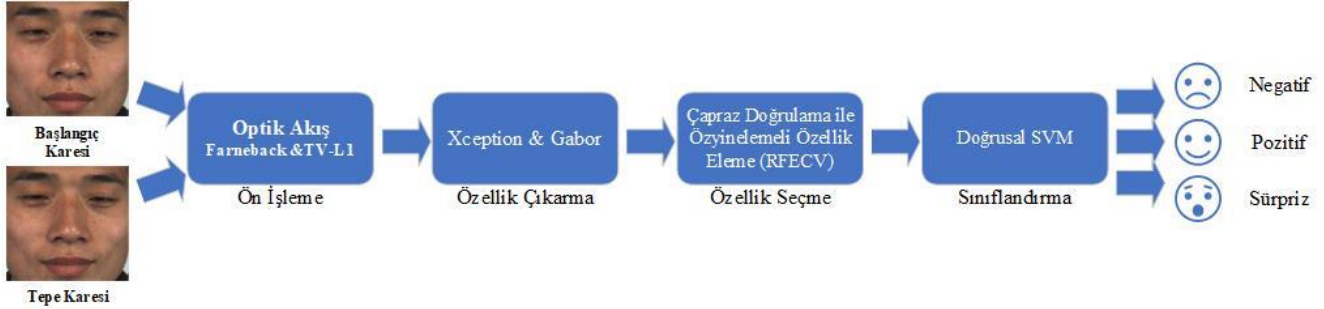 Başlangıç
Karesi
Tepe Karesi
Optik Akış
Farneback &TV-L1
Ön İşleme
Xception & Gabor
Özellik Çıkarma
Çapraz Doğrulama ile
Özyinelemeli Özellik
Eleme (RFECV)
Özellik Seçme
Doğrusal SVM
Sınıflandırma
Negatif
Pozitif
Sürpriz